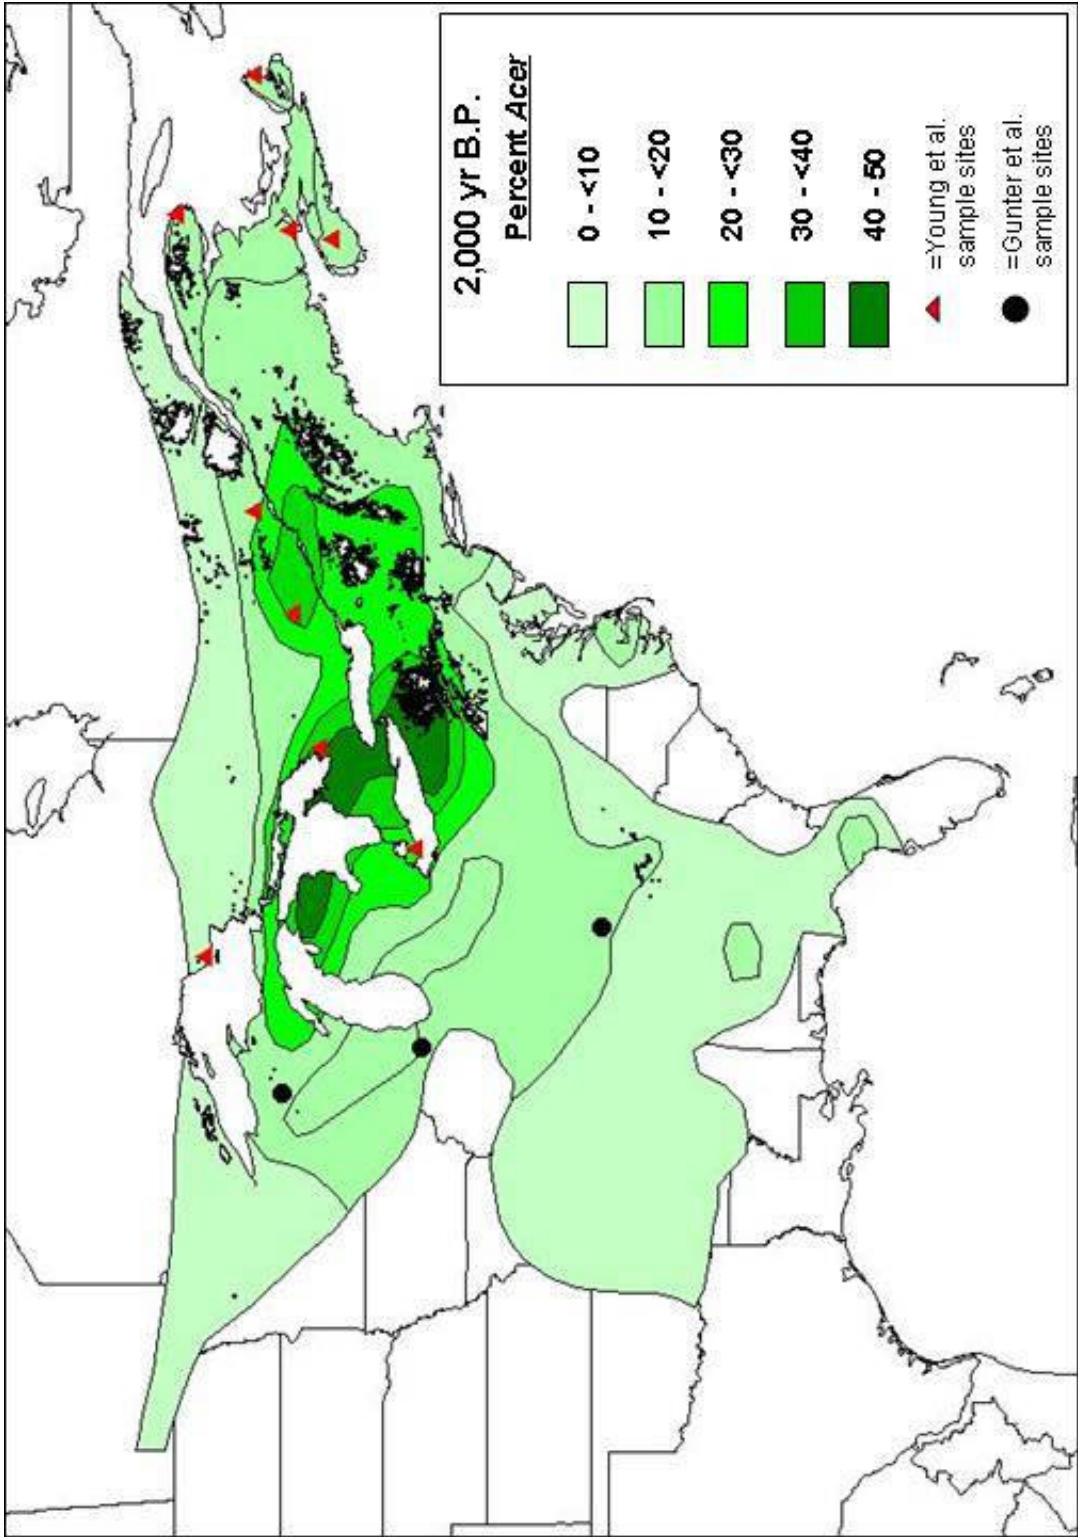 2,000 yr B.P.
Percent Acer
0 - <10
10 - <20
20 - <30
30 - <40
40 - 50
=Young et al.
sample sites
=Gunter et al.
sample sites